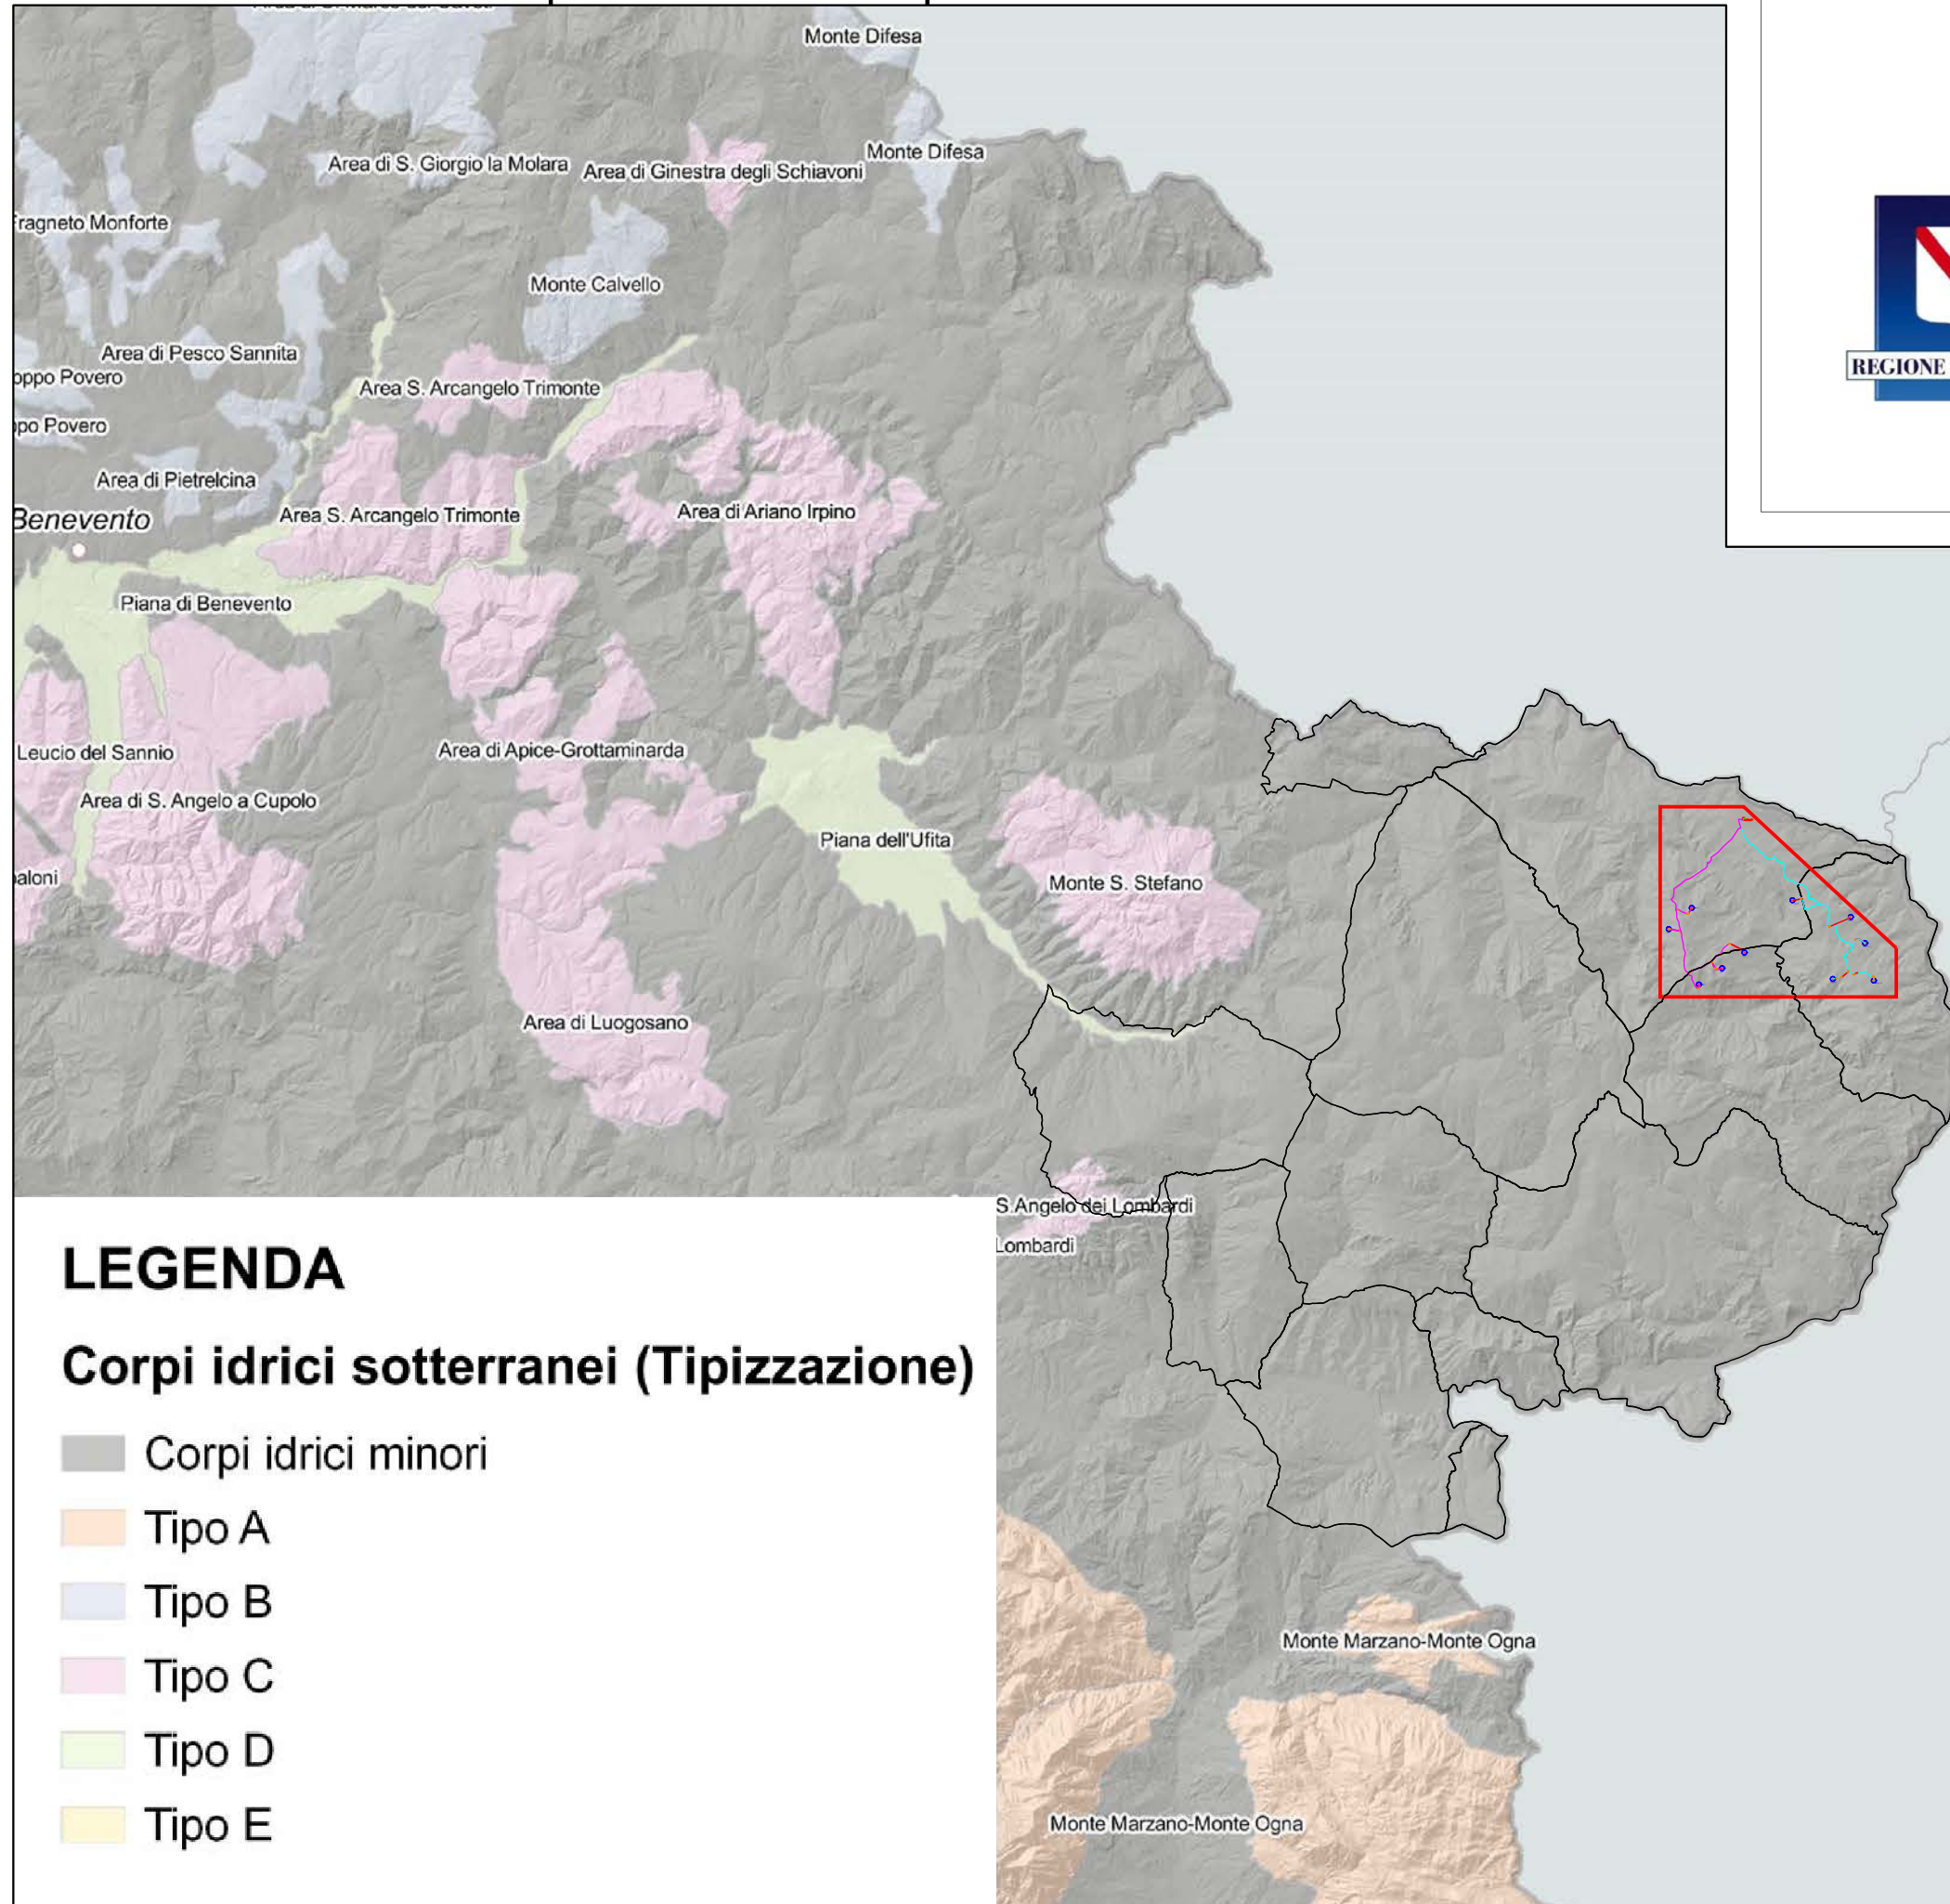 Monte Difesa
Area di S. Giorgio la Molara
Area di Ginestra degli Schiavoni
Monte Difesa
Monte Calvello
Monforte
REGIONE
Area di Pesco Sannita
Povero
Area S. Arcangelo Trimonte
Povero
Area di Pietrelcina
Benevento
Area S. Arcangelo Trimonte
Area di Ariano Irpino
Piana di Benevento
Leucio del Sannio
Area di Apice-Grottaminarda
Area di S. Angelo a Cupolo
Piana dell'Ufita
Monte S. Stefano
Area di Luogosano
S.Angelo dei Lombardi
Lombardi
LEGENDA
Corpi idrici sotterranei (Tipizzazione)
Corpi idrici minori
Tipo A
Tipo B
Tipo C
Tipo D
Tipo E
Monte Marzano-Monte Ogna
Monte Marzano-Monte Ogna